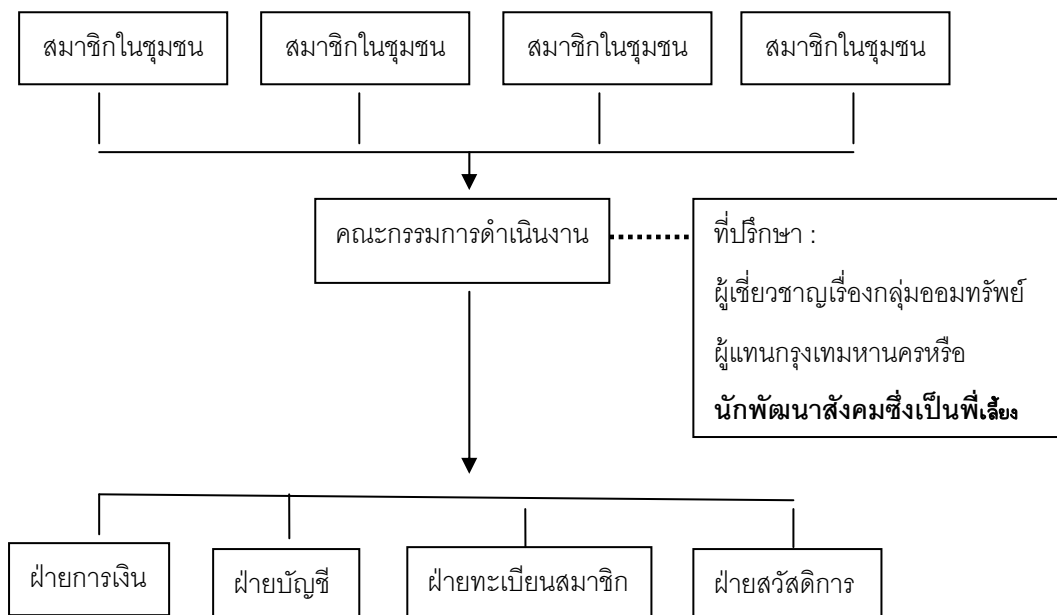 สมาชิกในชุมชน
สมาชิกในชุมชน
สมาชิกในชุมชน
สมาชิกในชุมชน
คณะกรรมการดำเนินงาน
ที่ปรึกษา :
ผู้เชี่ยวชาญเรื่องกลุ่มออมทรัพย์
ผู้แทนกรุงเทมหานครหรือ
นักพัฒนาสังคมซึ่งเป็นพี่เลี้ยง
ฝ่ายการเงิน
ฝ่ายบัญชี
ฝ่ายทะเบียนสมาชิก
ฝ่ายสวัสดิการ